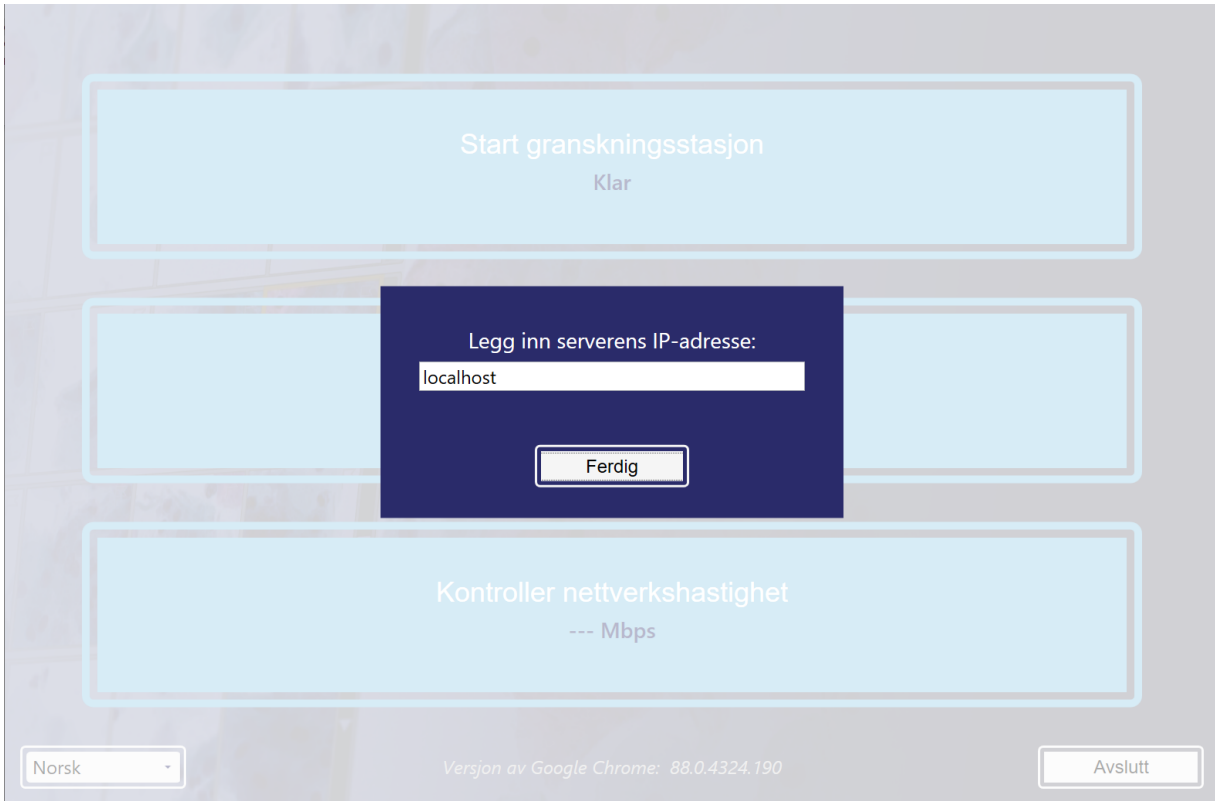 Start granskningsstasjon
Klar
Legg inn serverens IP-adresse:
localhost
Ferdig
Kontroller nettverkshastighet
--- Mbps
Norsk
Versjon av Google Chrome: 88.0.4324.190
Avslutt